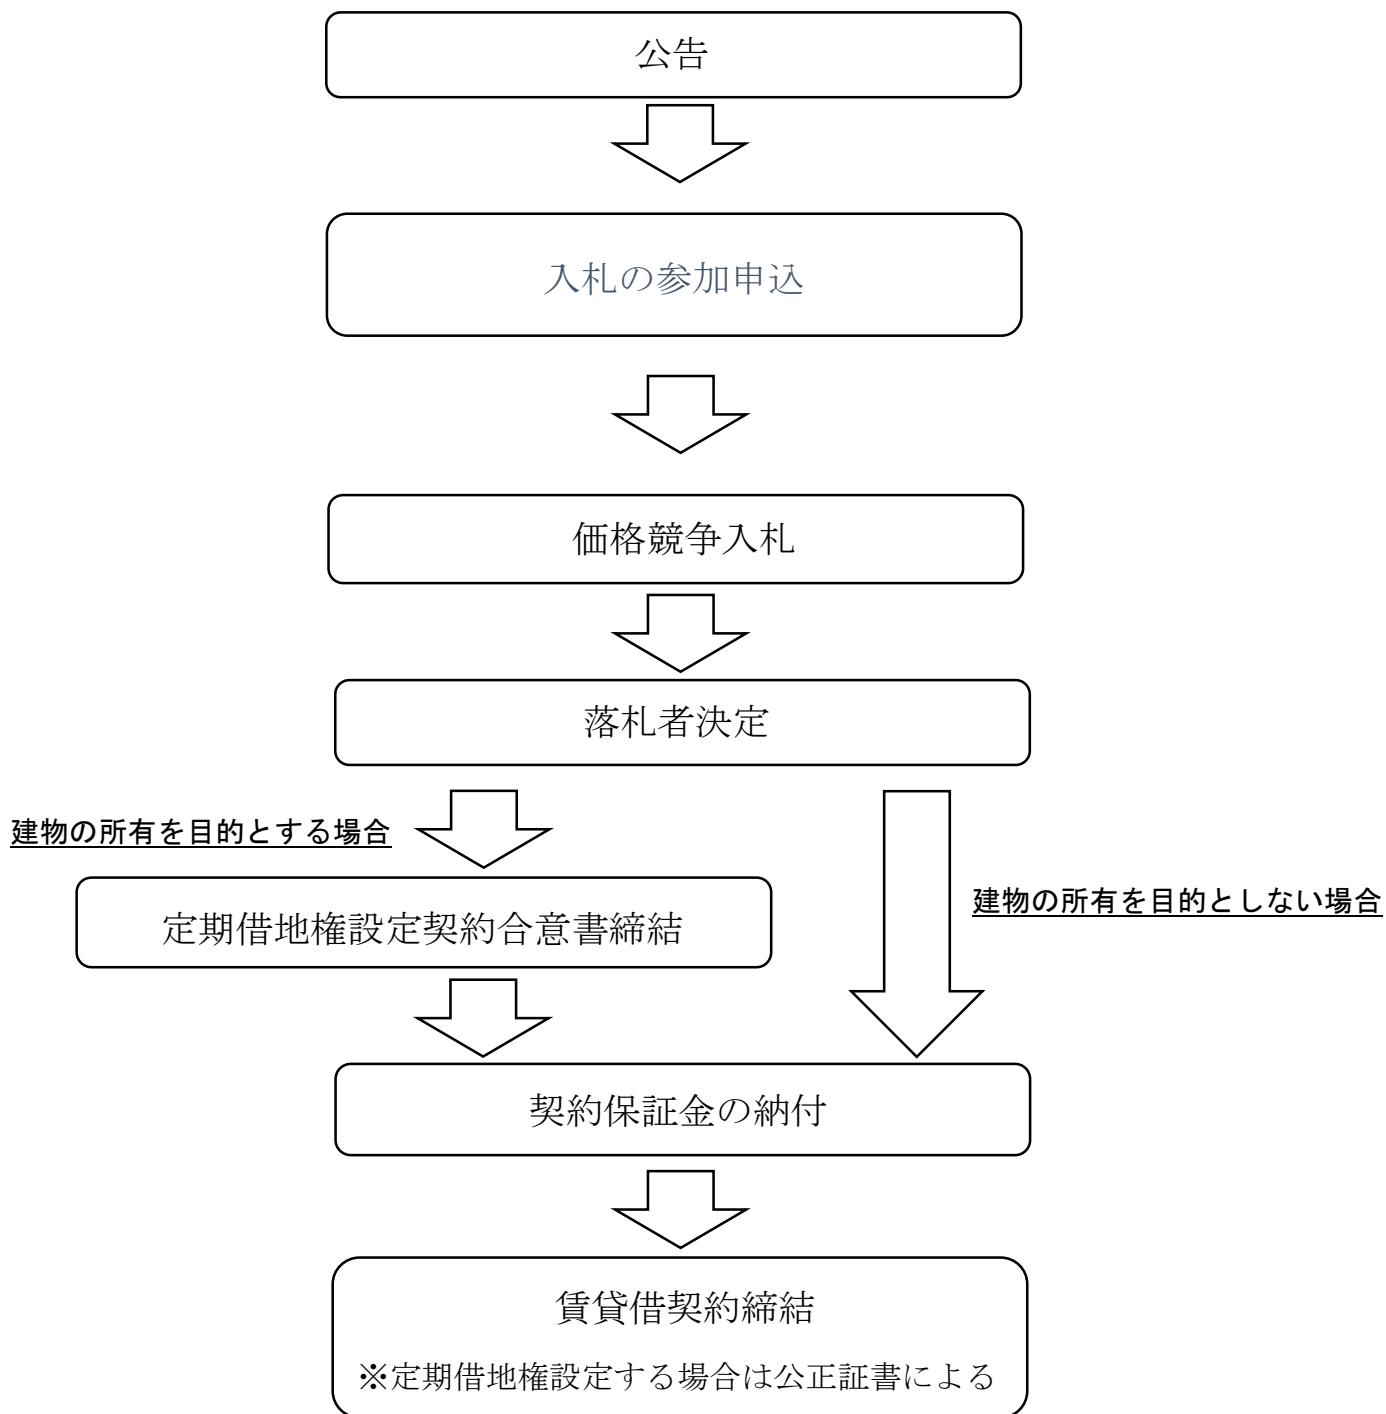 公告
入札の参加申込
価格競争入札
落札者決定
建物の所有を目的とする場合
定期借地権設定契約合意書締結
建物の所有を目的としない場合
契約保証金の納付
賃貸借契約締結
※定期借地権設定する場合は公正証書による